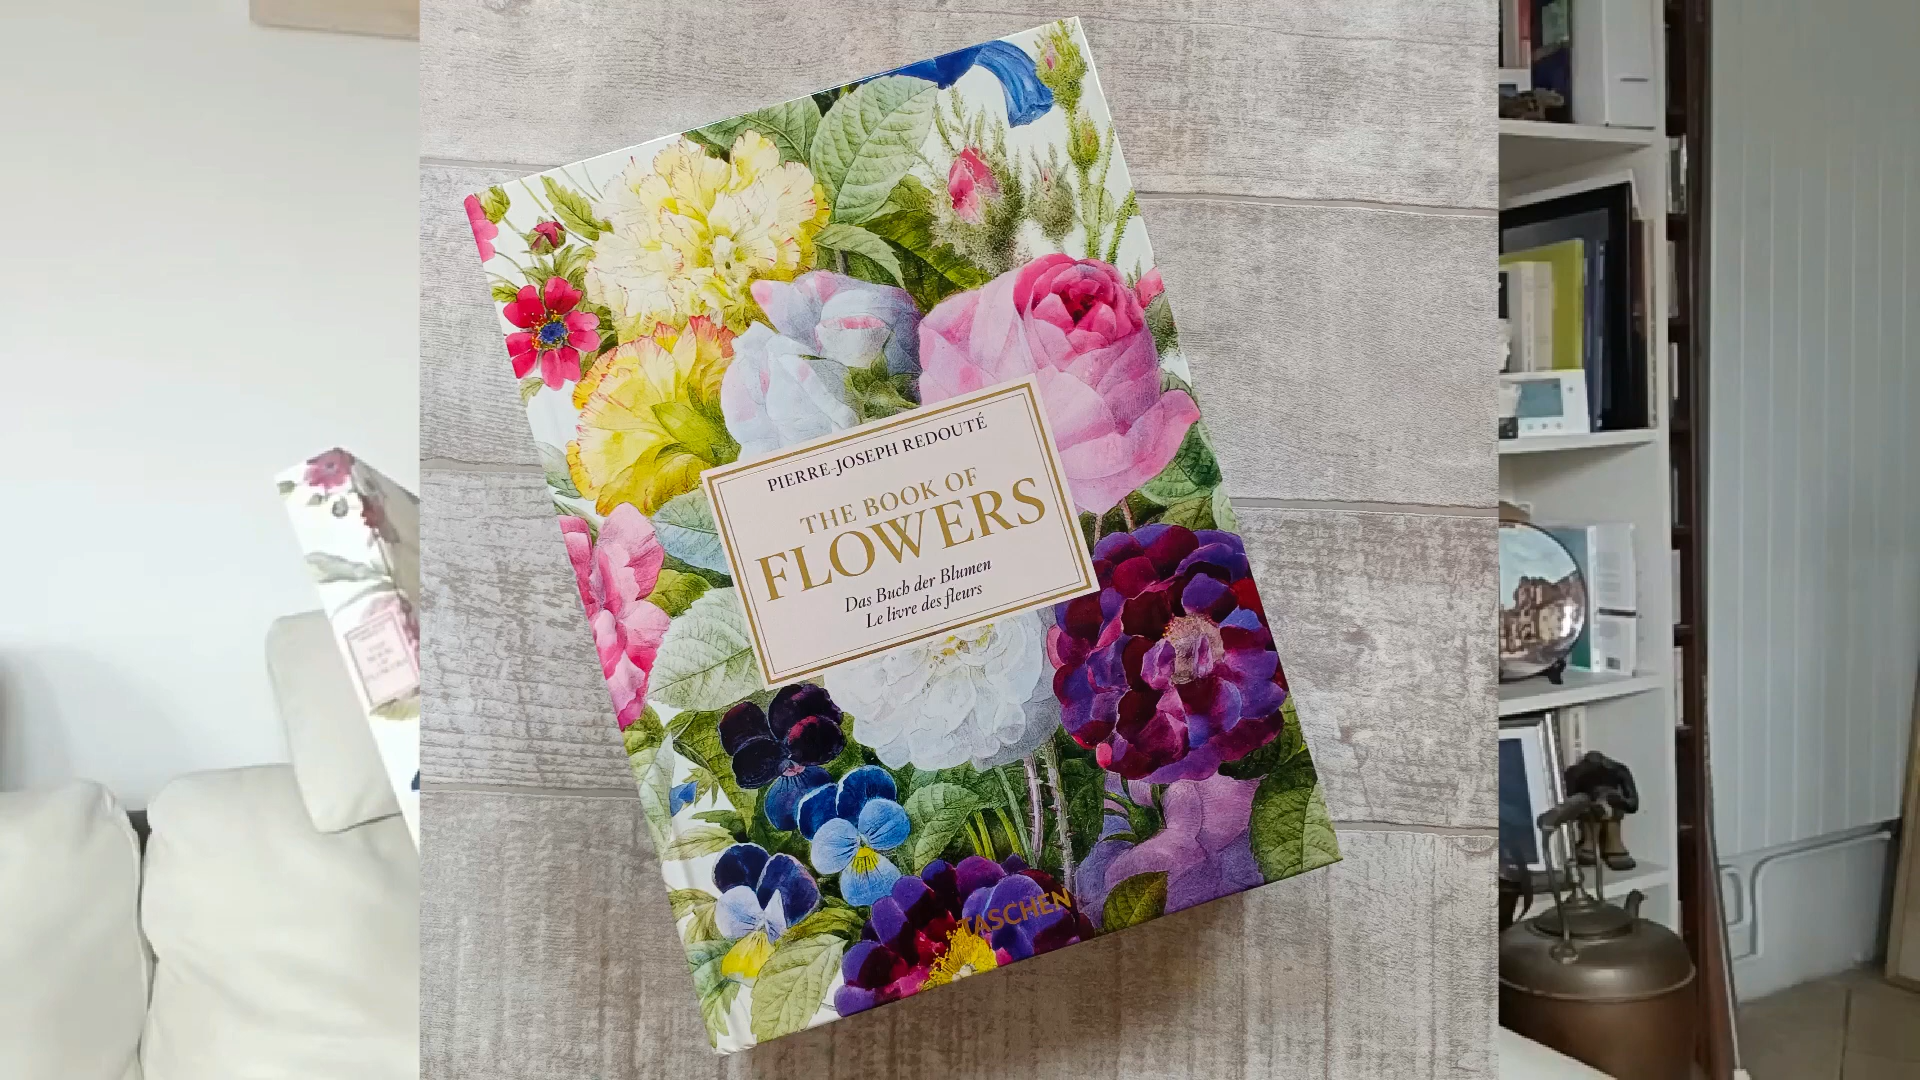 PIERRE-JOSEPH REDOUTÉ
THE BOOK OF
FLOWERS
Das Buch der Blumen
Le livre des fleurs
TASCHEN